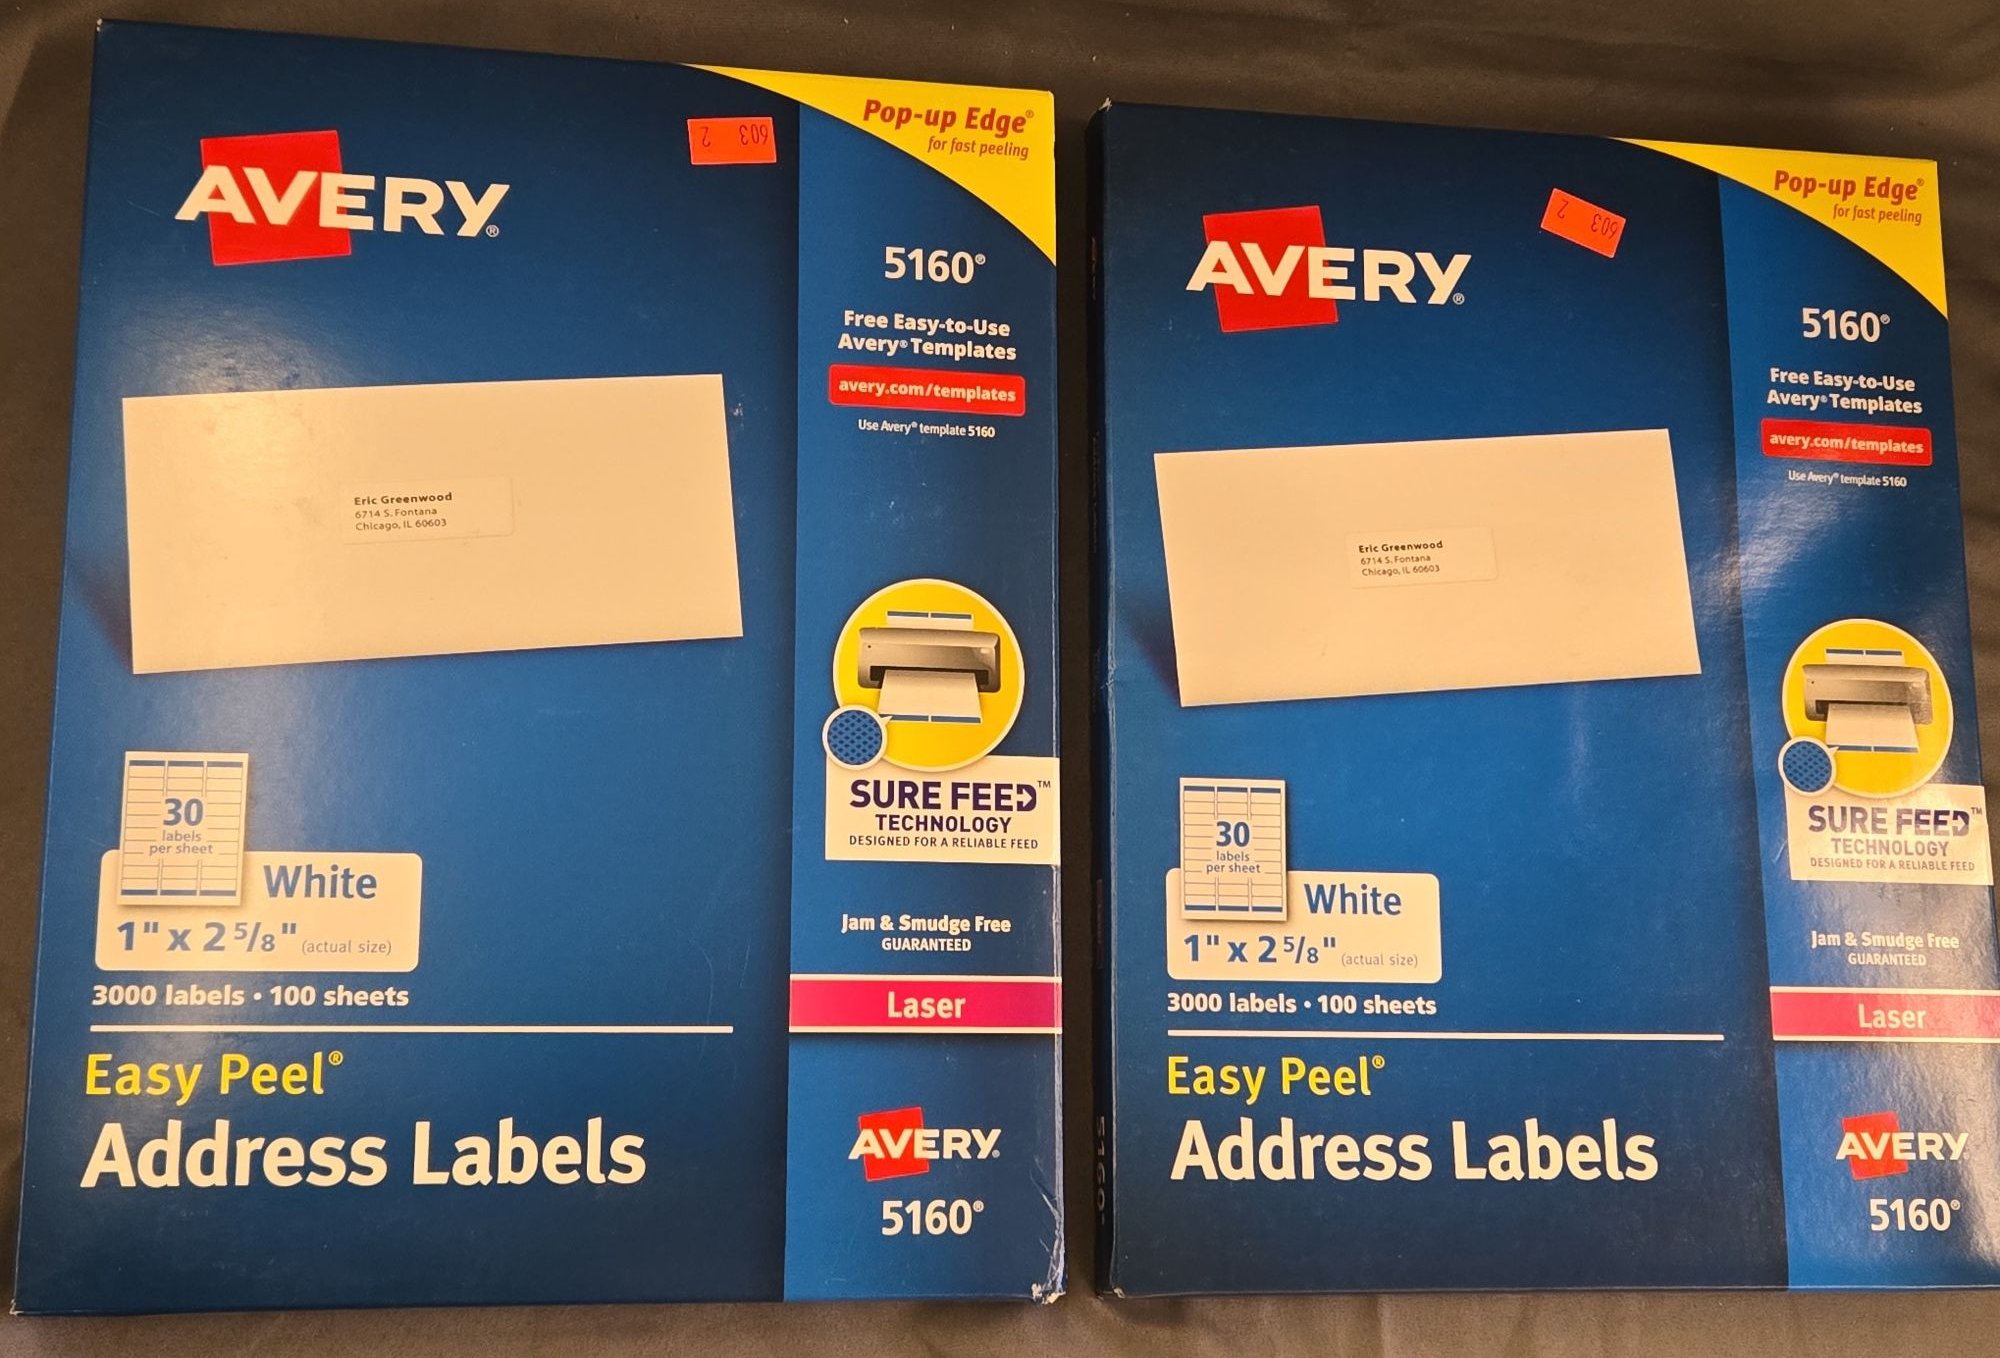 AVERY®
603 2
Pop-up Edge®
for fast peeling
5160®
Free Easy-to-Use
Avery® Templates
avery.com/templates
Use Avery® template 5160
Eric Greenwood
6714 S. Fontana
Chicago, IL 60603
SURE FEED™
TECHNOLOGY
DESIGNED FOR A RELIABLE FEED
30
labels
per sheet
White
1" x 2 5/8" (actual size)
Jam & Smudge Free
GUARANTEED
3000 labels • 100 sheets
Laser
Easy Peel®
Address Labels
AVERY®
5160®
AVERY®
603 2
Pop-up Edge®
for fast peeling
5160®
Free Easy-to-Use
Avery® Templates
avery.com/templates
Use Avery® template 5160
Eric Greenwood
6714 S. Fontana
Chicago, IL 60603
SURE FEED™
TECHNOLOGY
DESIGNED FOR A RELIABLE FEED
30
labels
per sheet
White
1" x 2 5/8" (actual size)
Jam & Smudge Free
GUARANTEED
3000 labels • 100 sheets
Laser
Easy Peel®
Address Labels
AVERY®
5160®
5160®